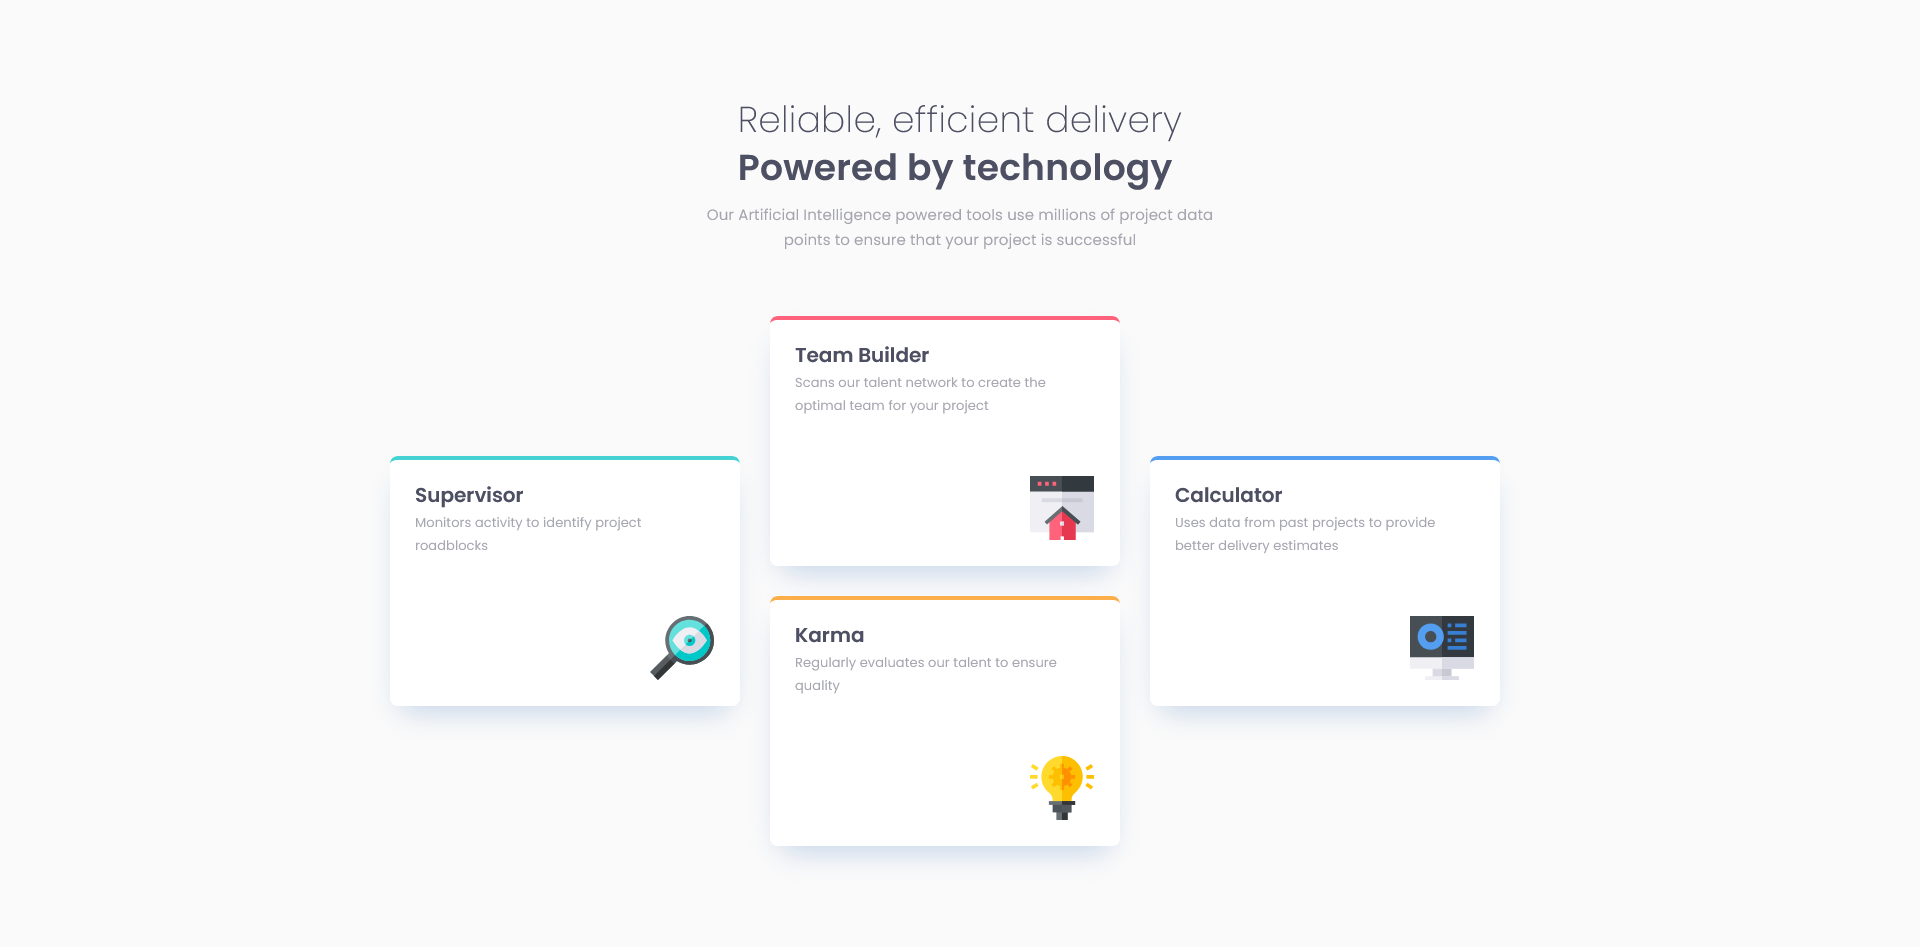 Reliable, efficient delivery
Powered by technology
Our Artificial Intelligence powered tools use millions of project data
points to ensure that your project is successful
Supervisor
Monitors activity to identify project
roadblocks
Team Builder
Scans our talent network to create the
optimal team for your project
Karma
Regularly evaluates our talent to ensure
quality
Calculator
Uses data from past projects to provide
better delivery estimates